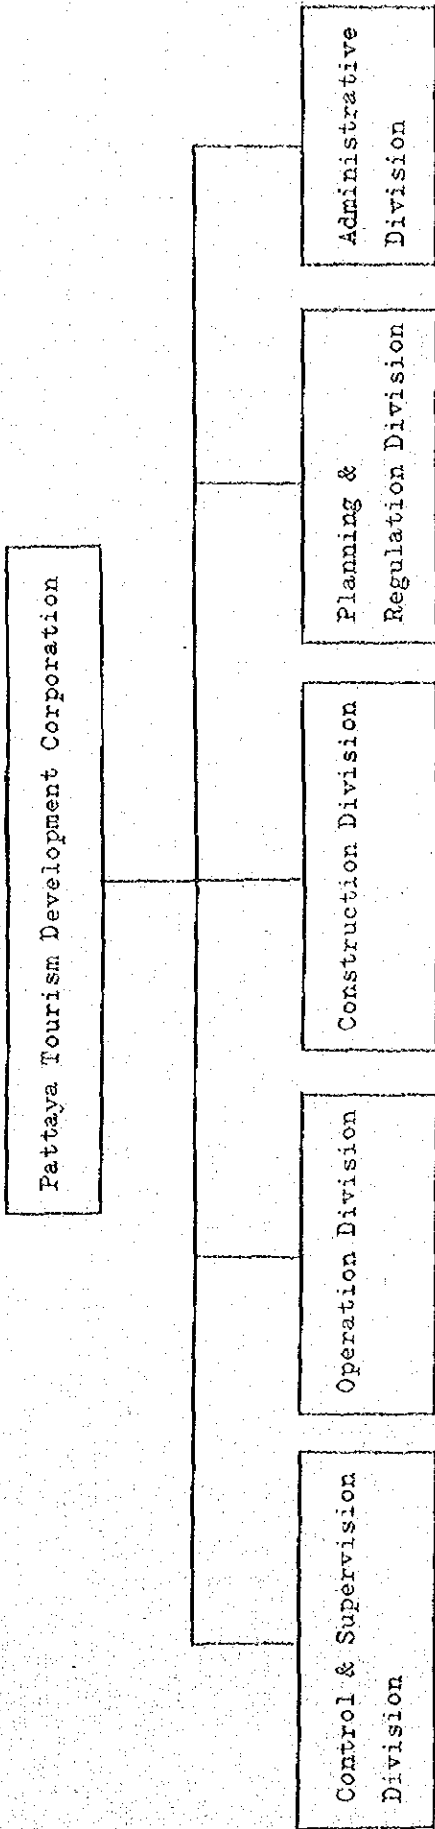 Pattaya Tourism Development Corporation
Control & Supervision
Division
Operation Division
Construction Division
Planning &
Regulation Division
Administrative
Division